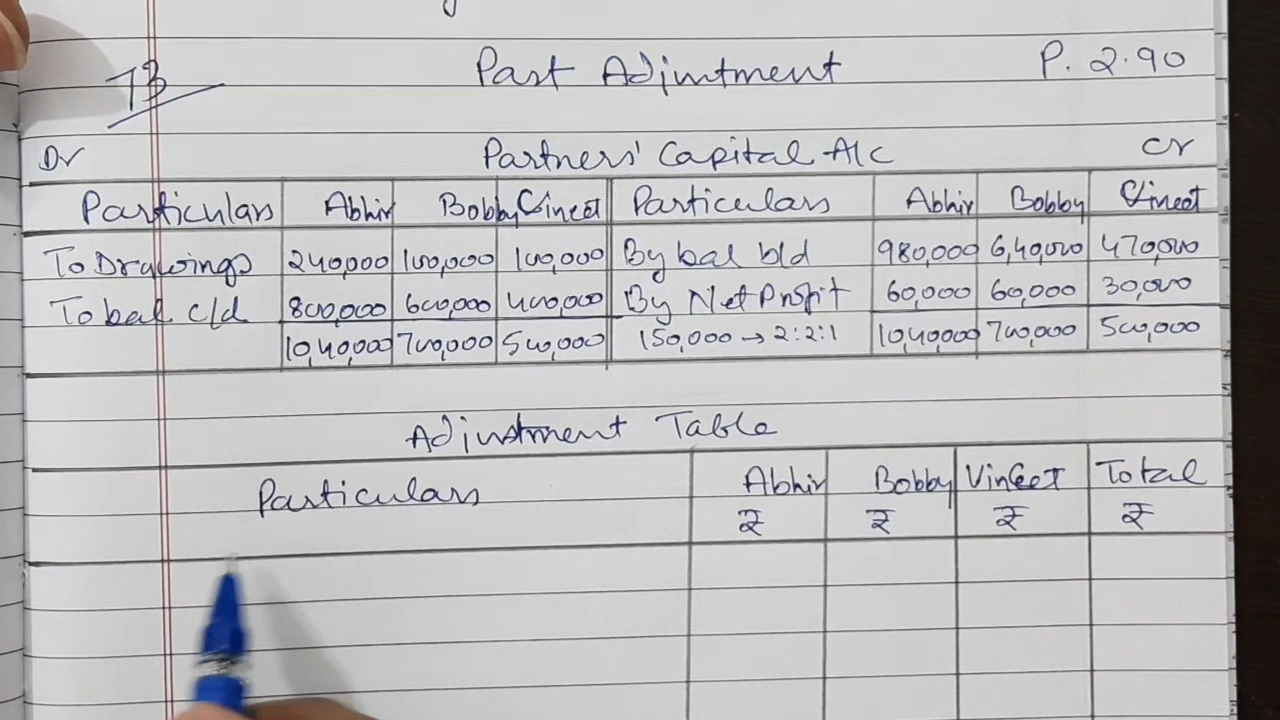 73 Past Adjustment P. 2.90
Dr Partners' Capital A/c Cr
Particulars Abhir Bobby Vineet Particulars Abhir Bobby Vineet
To Drawings 240,000 100,000 100,000 By bal b/d 980,000 6,40,000 470,000
To bal c/d 800,000 600,000 400,000 By Net Profit 60,000 60,000 30,000
10,40,000 700,000 500,000 150,000 → 2:2:1 10,40,000 700,000 500,000
Adjustment Table
Particulars Abhir Bobby Vineet Total
₹ ₹ ₹ ₹